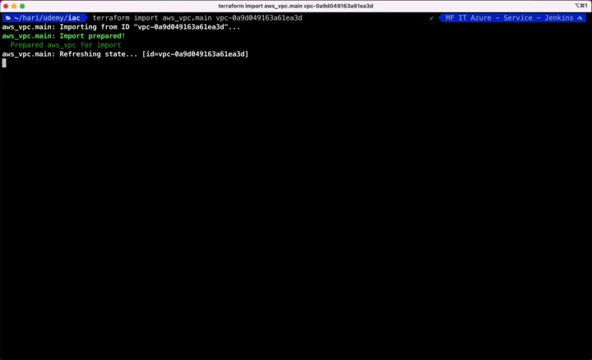 terraform import aws_vpc.main vpc-0a9d049163a61ea3d
⌥⌘1
~/hari/udemy/iac terraform import aws_vpc.main vpc-0a9d049163a61ea3d ✓ MF IT Azure – Service – Jenkins
aws_vpc.main: Importing from ID "vpc-0a9d049163a61ea3d"...
aws_vpc.main: Import prepared!
Prepared aws_vpc for import
aws_vpc.main: Refreshing state... [id=vpc-0a9d049163a61ea3d]